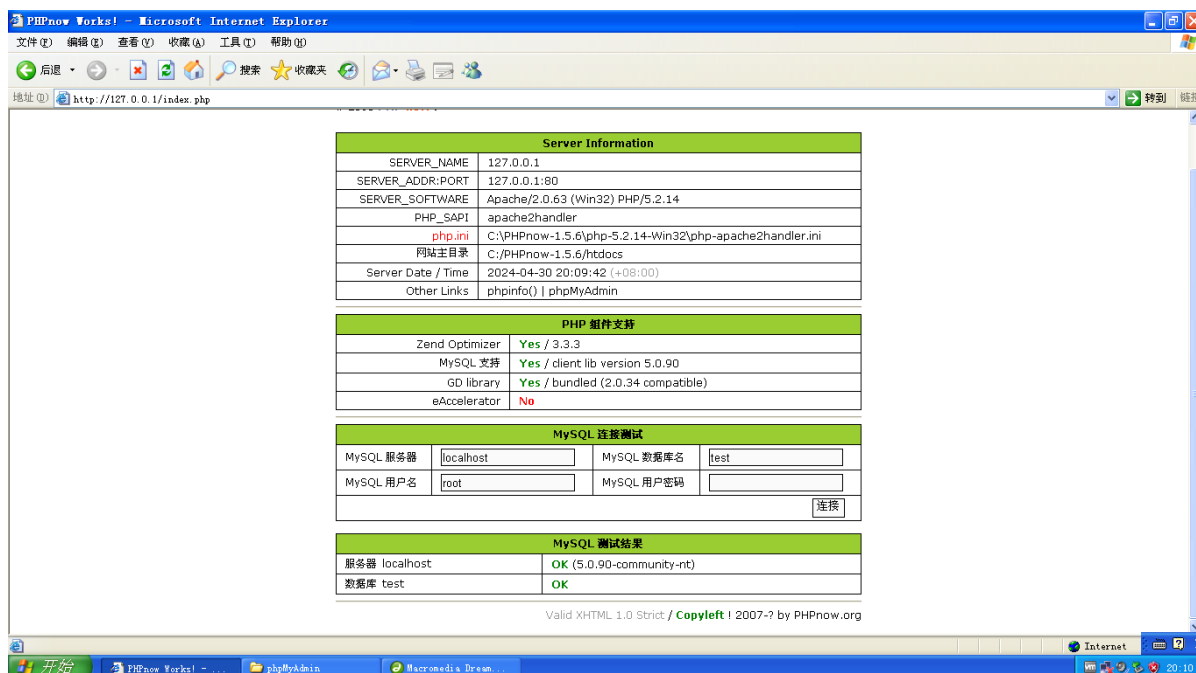 PHPnow Works! - Microsoft Internet Explorer
文件(F) 编辑(E) 查看(V) 收藏(A) 工具(T) 帮助(H)
后退 搜索 收藏夹
地址(D) http://127.0.0.1/index.php 转到 链接
Server Information
SERVER_NAME 127.0.0.1
SERVER_ADDR:PORT 127.0.0.1:80
SERVER_SOFTWARE Apache/2.0.63 (Win32) PHP/5.2.14
PHP_SAPI apache2handler
php.ini C:\PHPnow-1.5.6\php-5.2.14-Win32\php-apache2handler.ini
网站主目录 C:/PHPnow-1.5.6/htdocs
Server Date / Time 2024-04-30 20:09:42 (+08:00)
Other Links phpinfo() | phpMyAdmin
PHP 组件支持
Zend Optimizer Yes / 3.3.3
MySQL 支持 Yes / client lib version 5.0.90
GD library Yes / bundled (2.0.34 compatible)
eAccelerator No
MySQL 连接测试
MySQL 服务器 localhost MySQL 数据库名 test
MySQL 用户名 root MySQL 用户密码
连接
MySQL 测试结果
服务器 localhost OK (5.0.90-community-nt)
数据库 test OK
Valid XHTML 1.0 Strict / Copyleft ! 2007-? by PHPnow.org
Internet
开始 PHPnow Works! - ... phpMyAdmin Macromedia Dream... 20:10